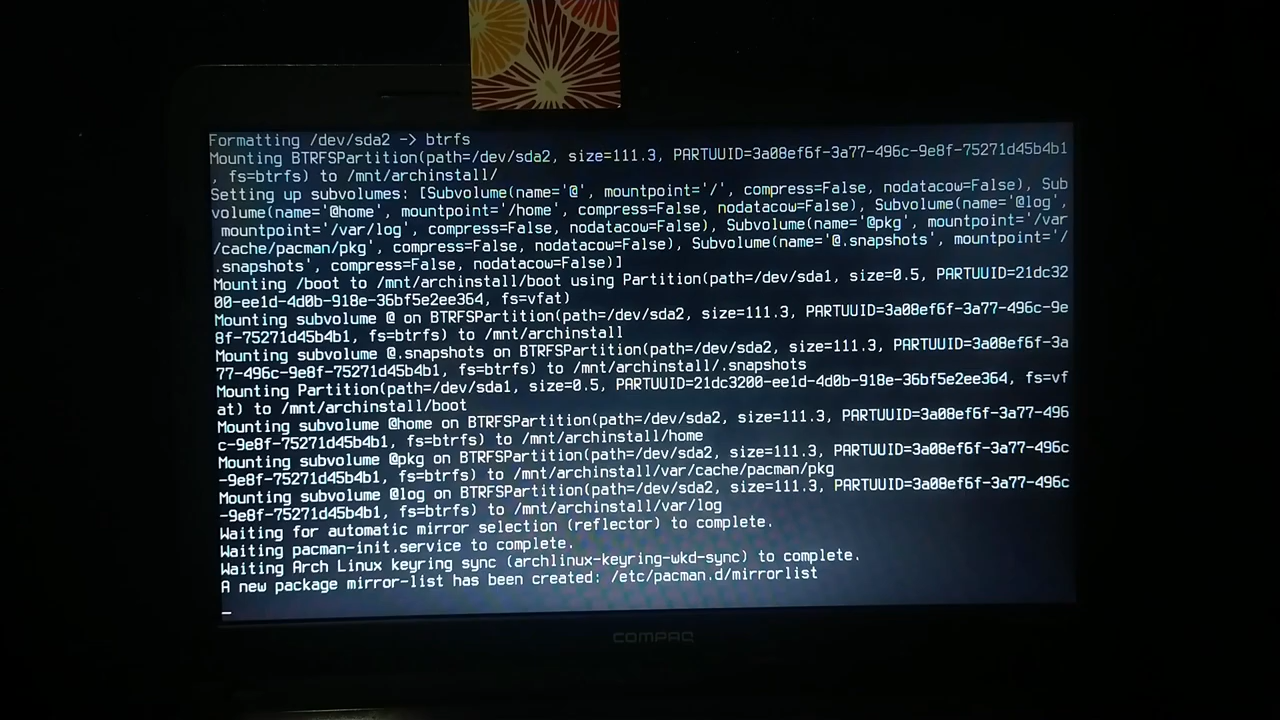 Formatting /dev/sda2 -> btrfs
Mounting BTRFSPartition(path=/dev/sda2, size=111.3, PARTUUID=3a08ef6f-3a77-496c-9e8f-75271d45b4b1
, fs=btrfs) to /mnt/archinstall/
Setting up subvolumes: [Subvolume(name='@', mountpoint='/', compress=False, nodatacow=False), Sub
volume(name='@home', mountpoint='/home', compress=False, nodatacow=False), Subvolume(name='@log',
 mountpoint='/var/log', compress=False, nodatacow=False), Subvolume(name='@pkg', mountpoint='/var
/cache/pacman/pkg', compress=False, nodatacow=False), Subvolume(name='@.snapshots', mountpoint='/
.snapshots', compress=False, nodatacow=False)]
Mounting /boot to /mnt/archinstall/boot using Partition(path=/dev/sda1, size=0.5, PARTUUID=21dc32
00-ee1d-4d0b-918e-36bf5e2ee364, fs=vfat)
Mounting subvolume @ on BTRFSPartition(path=/dev/sda2, size=111.3, PARTUUID=3a08ef6f-3a77-496c-9e
8f-75271d45b4b1, fs=btrfs) to /mnt/archinstall
Mounting subvolume @.snapshots on BTRFSPartition(path=/dev/sda2, size=111.3, PARTUUID=3a08ef6f-3a
77-496c-9e8f-75271d45b4b1, fs=btrfs) to /mnt/archinstall/.snapshots
Mounting Partition(path=/dev/sda1, size=0.5, PARTUUID=21dc3200-ee1d-4d0b-918e-36bf5e2ee364, fs=vf
at) to /mnt/archinstall/boot
Mounting subvolume @home on BTRFSPartition(path=/dev/sda2, size=111.3, PARTUUID=3a08ef6f-3a77-496
c-9e8f-75271d45b4b1, fs=btrfs) to /mnt/archinstall/home
Mounting subvolume @pkg on BTRFSPartition(path=/dev/sda2, size=111.3, PARTUUID=3a08ef6f-3a77-496c
-9e8f-75271d45b4b1, fs=btrfs) to /mnt/archinstall/var/cache/pacman/pkg
Mounting subvolume @log on BTRFSPartition(path=/dev/sda2, size=111.3, PARTUUID=3a08ef6f-3a77-496c
-9e8f-75271d45b4b1, fs=btrfs) to /mnt/archinstall/var/log
Waiting for automatic mirror selection (reflector) to complete.
Waiting pacman-init.service to complete.
Waiting Arch Linux keyring sync (archlinux-keyring-wkd-sync) to complete.
A new package mirror-list has been created: /etc/pacman.d/mirrorlist
_
COMPAQ